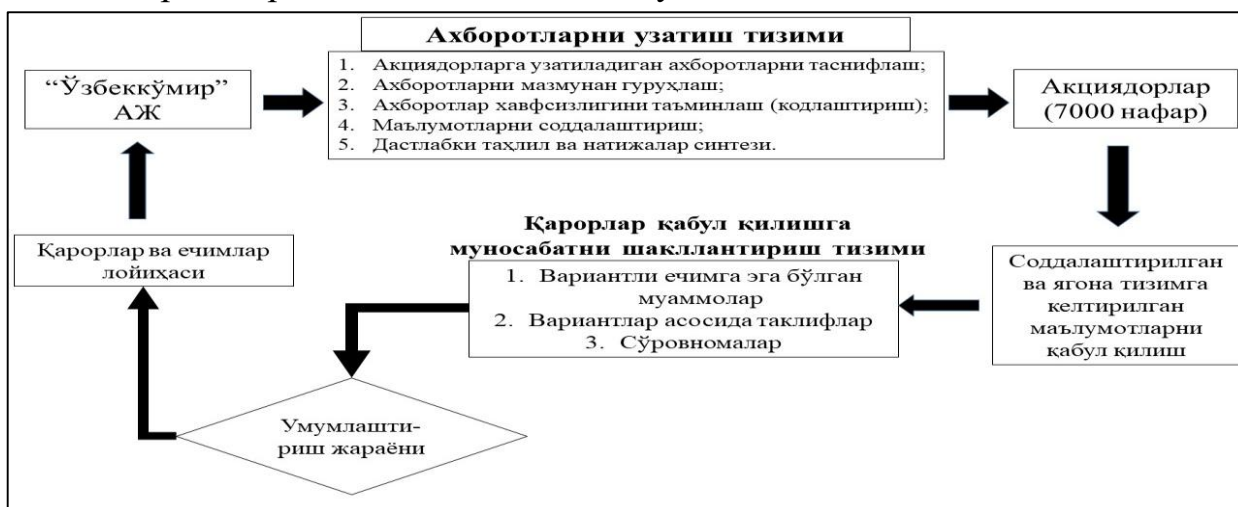 Ахборотларни узатиш тизими
“Ўзбеккўмир”
АЖ
1. Акциядорларга узатиладиган ахборотларни таснифлаш;
2. Ахборотларни мазмунан гуруҳлаш;
3. Ахборотлар хавфсизлигини таъминлаш (кодлаштириш);
4. Маълумотларни соддалаштириш;
5. Дастлабки таҳлил ва натижалар синтези.
Акциядорлар
(7000 нафар)
Соддалаштирилган
ва ягона тизимга
келтирилган
маълумотларни
қабул қилиш
Қарорлар қабул қилишга
муносабатни шакллантириш тизими
1. Вариантли ечимга эга бўлган
муаммолар
2. Вариантлар асосида таклифлар
3. Сўровномалар
Умумлашти-
риш жараёни
Қарорлар ва ечимлар
лойиҳаси